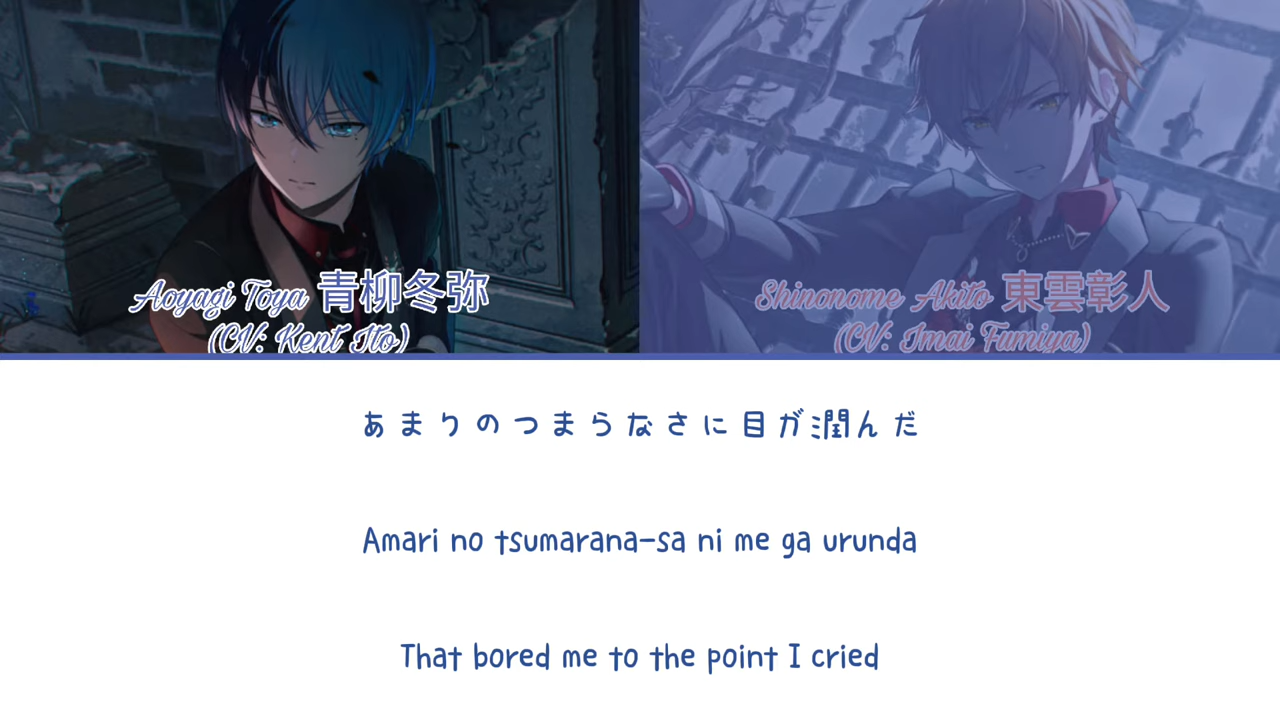 Aoyagi Toya 青柳冬弥
(CV: Kent Ito)
Shinonome Akito 東雲彰人
(CV: Imai Fumiya)
あまりのつまらなさに目が潤んだ
Amari no tsumarana-sa ni me ga urunda
That bored me to the point I cried